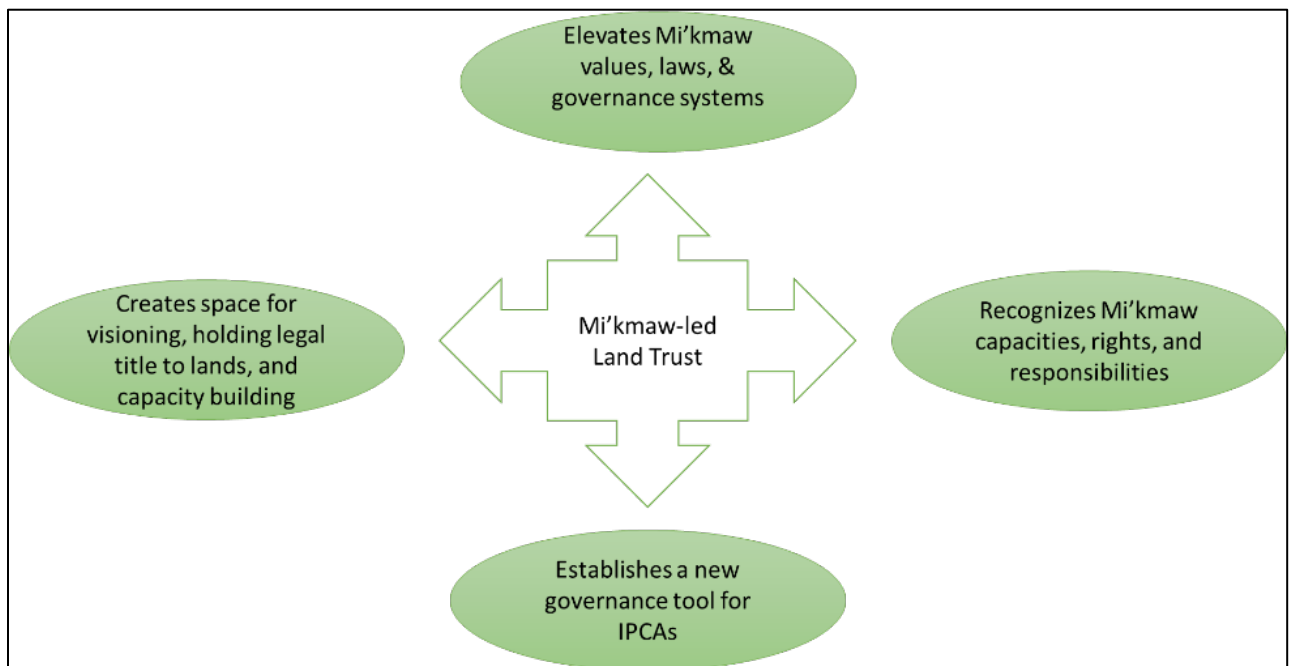 Elevates Mi’kmaw
values, laws, &
governance systems
Creates space for
visioning, holding legal
title to lands, and
capacity building
Mi’kmaw-led
Land Trust
Recognizes Mi’kmaw
capacities, rights, and
responsibilities
Establishes a new
governance tool for
IPCAs